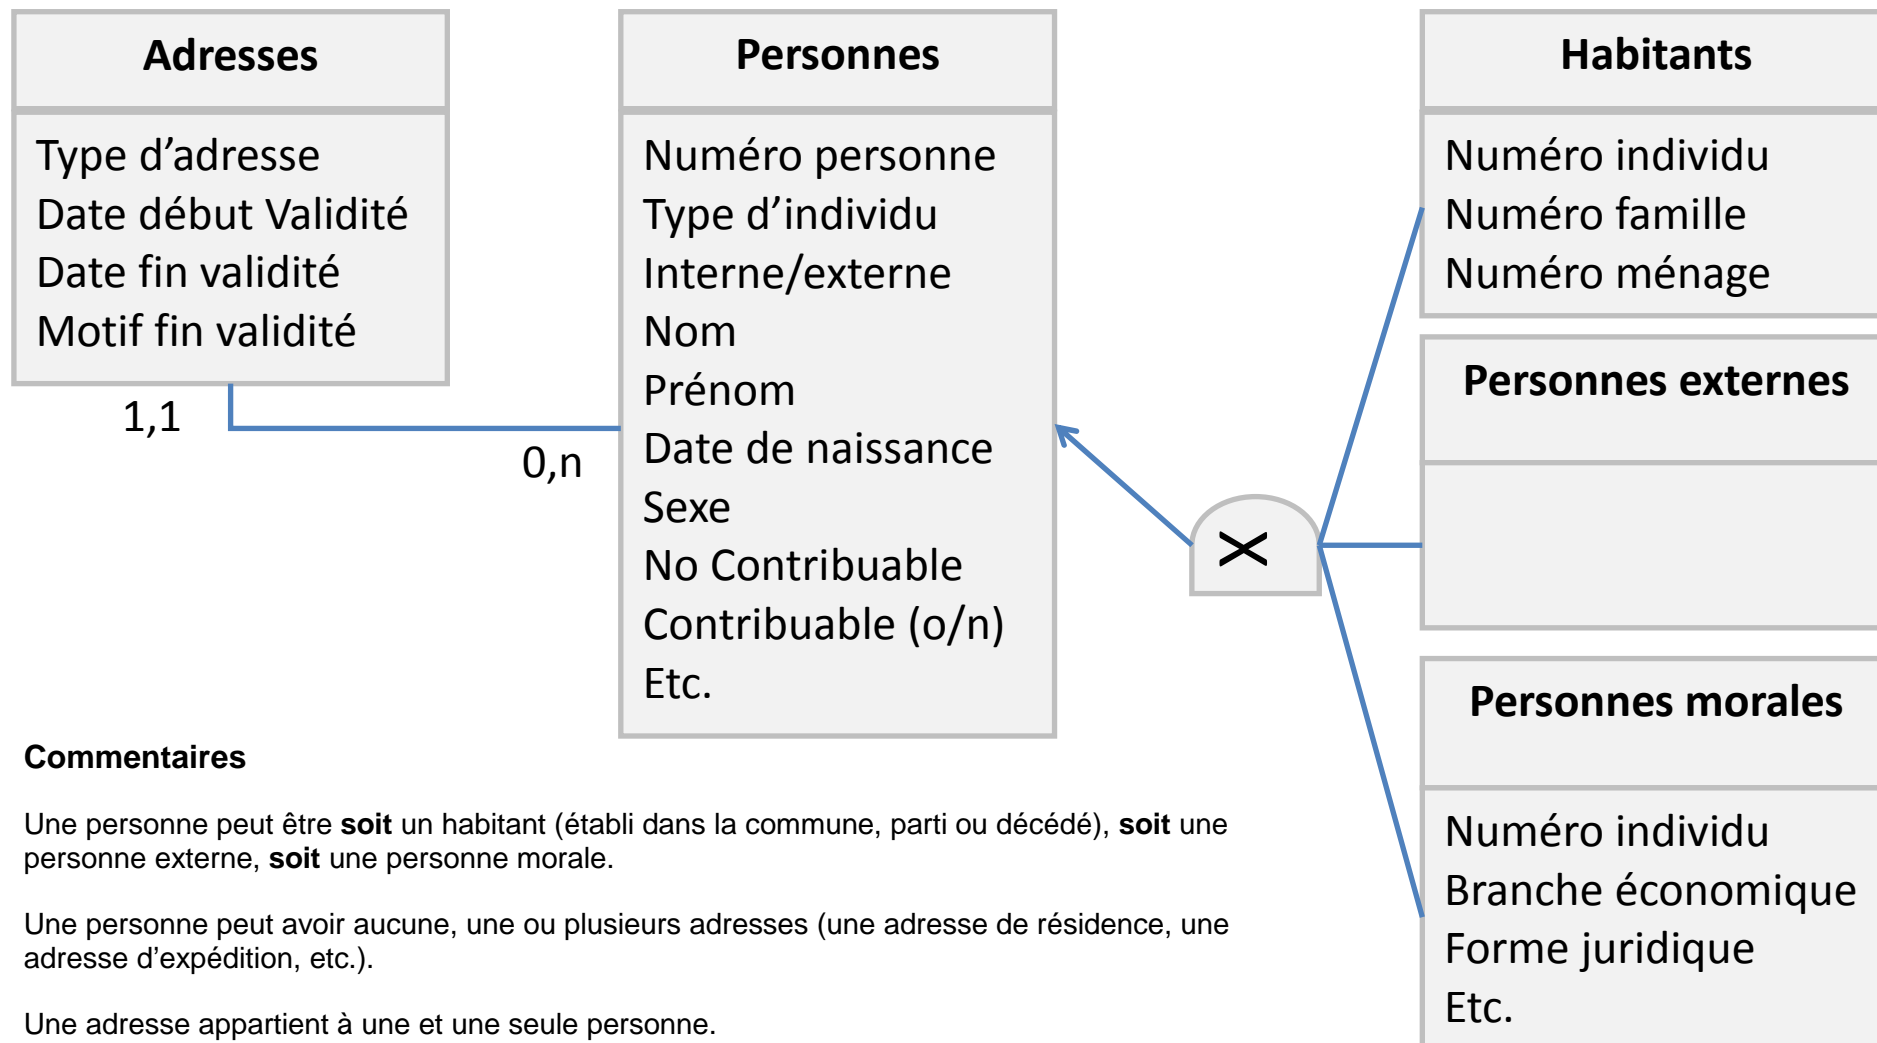 Adresses
Type d’adresse
Date début Validité
Date fin validité
Motif fin validité
1,1
0,n
Personnes
Numéro personne
Type d’individu
Interne/externe
Nom
Prénom
Date de naissance
Sexe
No Contribuable
Contribuable (o/n)
Etc.
X
Habitants
Numéro individu
Numéro famille
Numéro ménage
Personnes externes
Personnes morales
Numéro individu
Branche économique
Forme juridique
Etc.
Commentaires
Une personne peut être soit un habitant (établi dans la commune, parti ou décédé), soit une
personne externe, soit une personne morale.
Une personne peut avoir aucune, une ou plusieurs adresses (une adresse de résidence, une
adresse d’expédition, etc.).
Une adresse appartient à une et une seule personne.